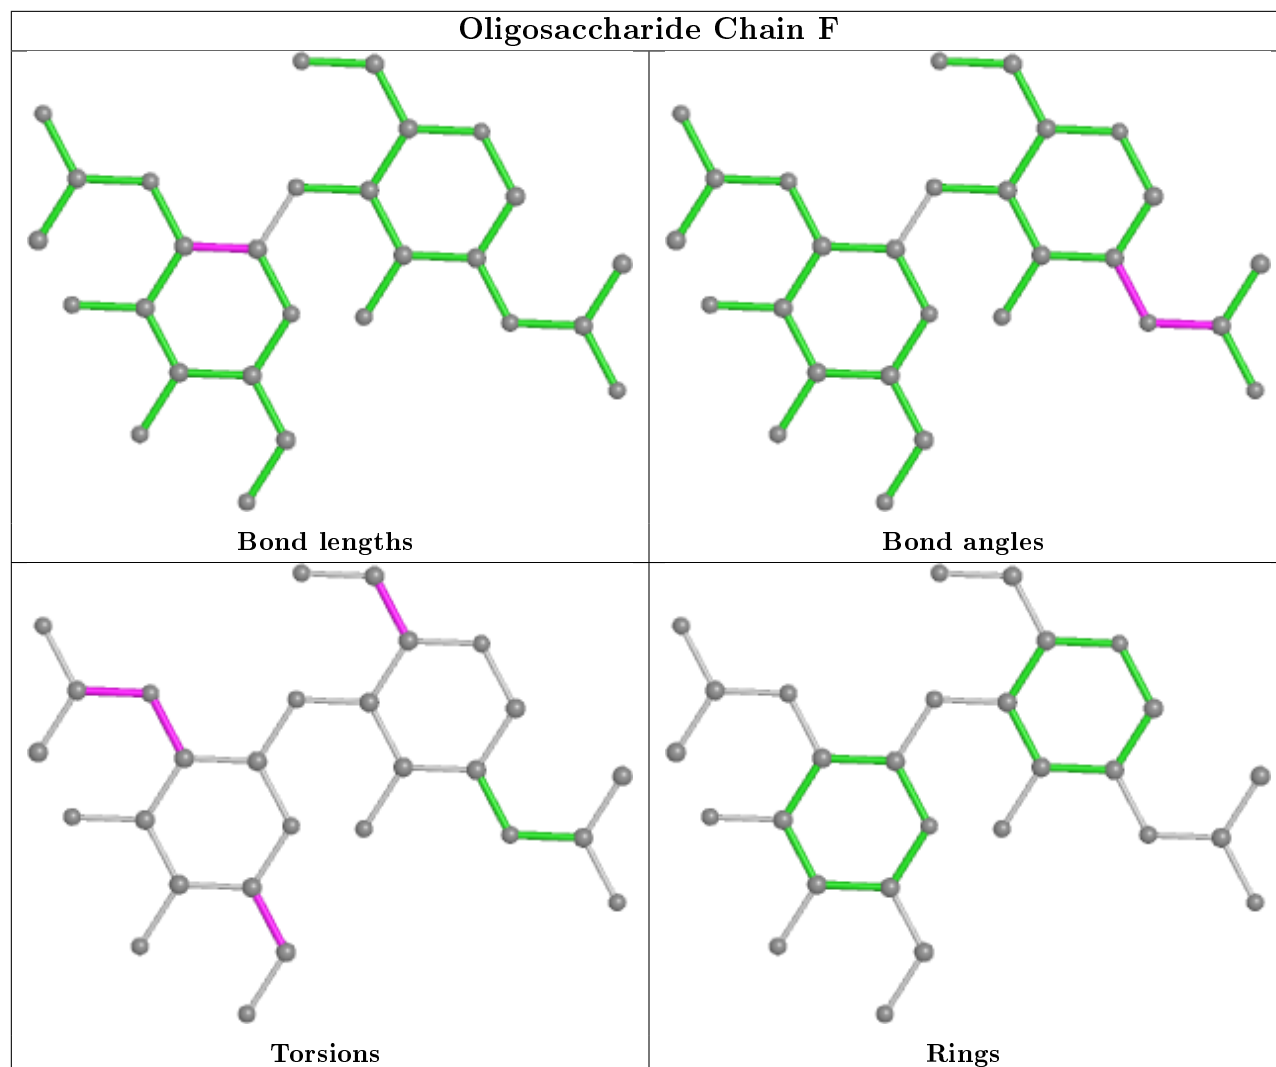 Oligosaccharide Chain F
Bond lengths
Bond angles
Torsions
Rings